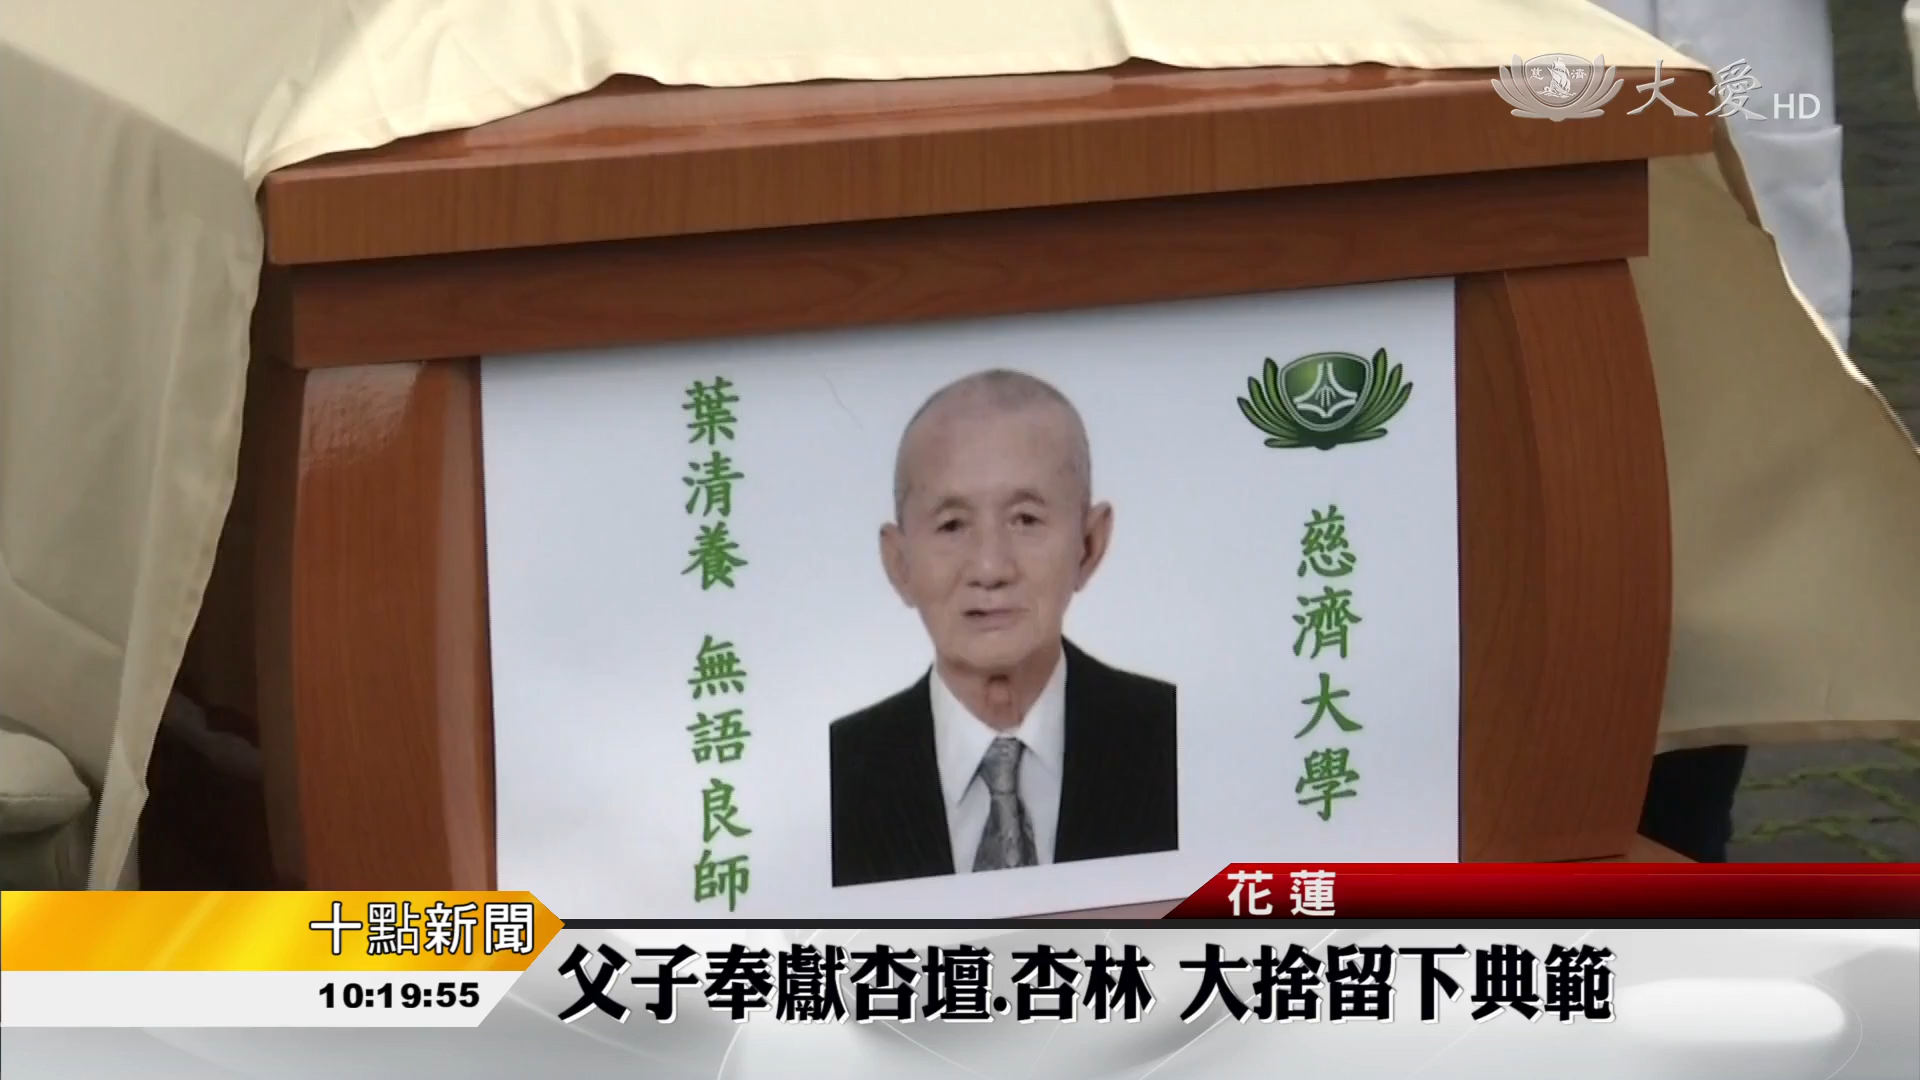 慈濟
大愛HD
慈濟大學
葉清養 無語良師
花蓮
十點新聞
10:19:55
父子奉獻杏壇.杏林 大捨留下典範